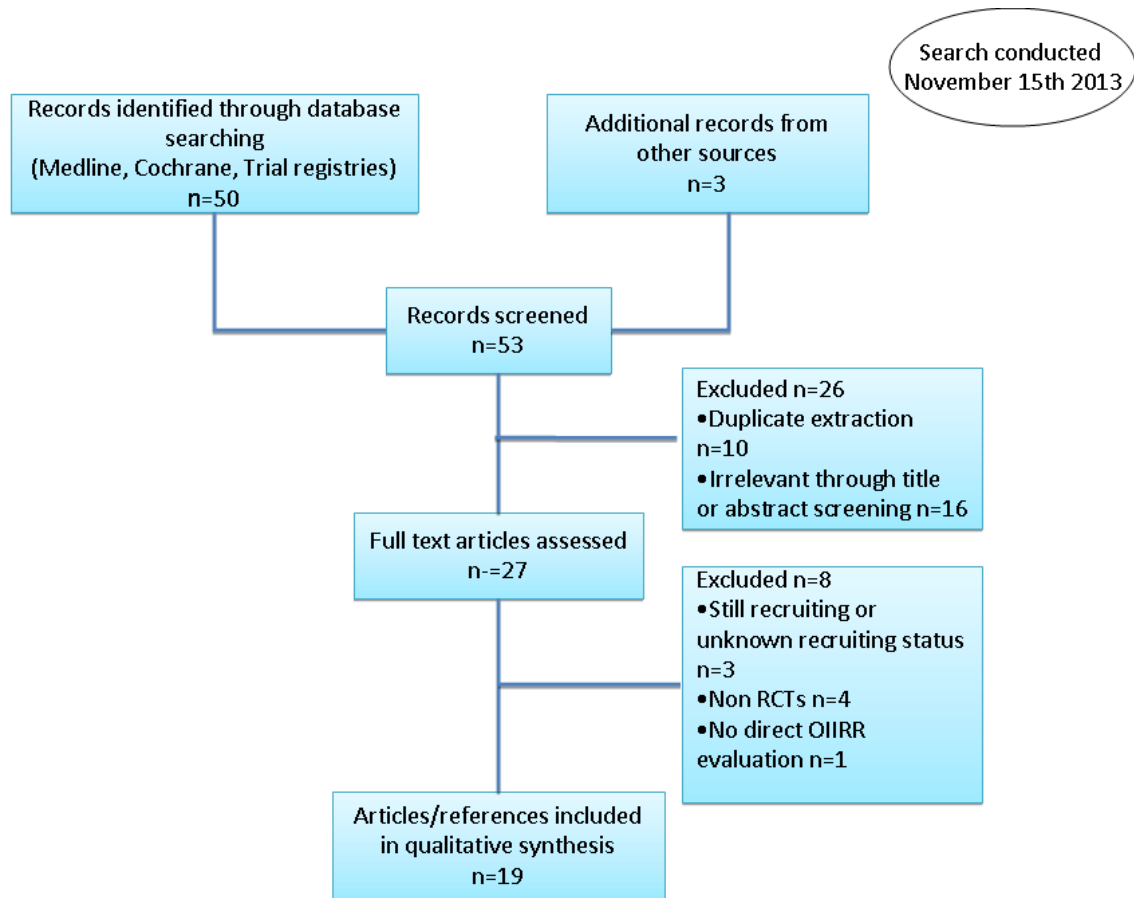 Search conducted
November 15th 2013
Records identified through database
searching
(Medline, Cochrane, Trial registries)
n=50
Additional records from
other sources
n=3
Records screened
n=53
Excluded n=26
•Duplicate extraction
n=10
•Irrelevant through title
or abstract screening n=16
Full text articles assessed
n-=27
Excluded n=8
•Still recruiting or
unknown recruiting status
n=3
•Non RCTs n=4
•No direct OIIRR
evaluation n=1
Articles/references included
in qualitative synthesis
n=19